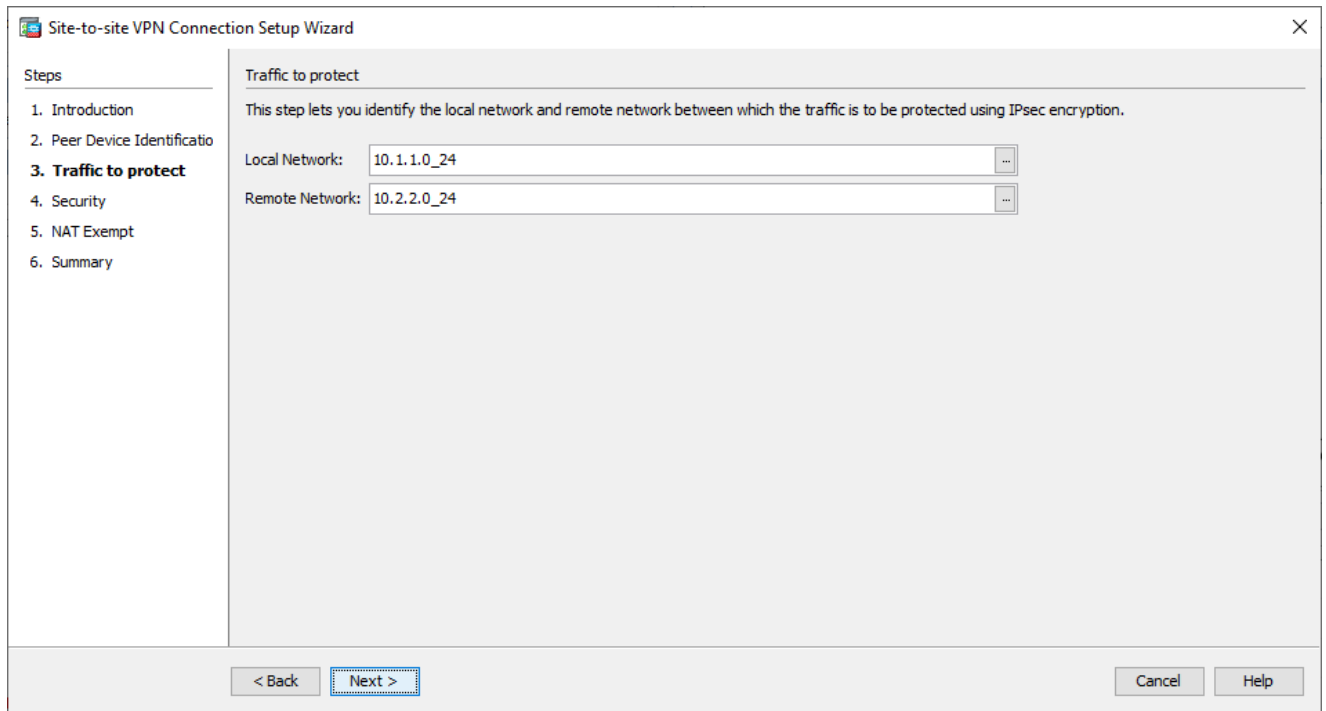 Site-to-site VPN Connection Setup Wizard
Steps
1. Introduction
2. Peer Device Identificatio
3. Traffic to protect
4. Security
5. NAT Exempt
6. Summary
Traffic to protect
This step lets you identify the local network and remote network between which the traffic is to be protected using IPsec encryption.
Local Network: 10.1.1.0_24 ...
Remote Network: 10.2.2.0_24 ...
< Back Next > Cancel Help